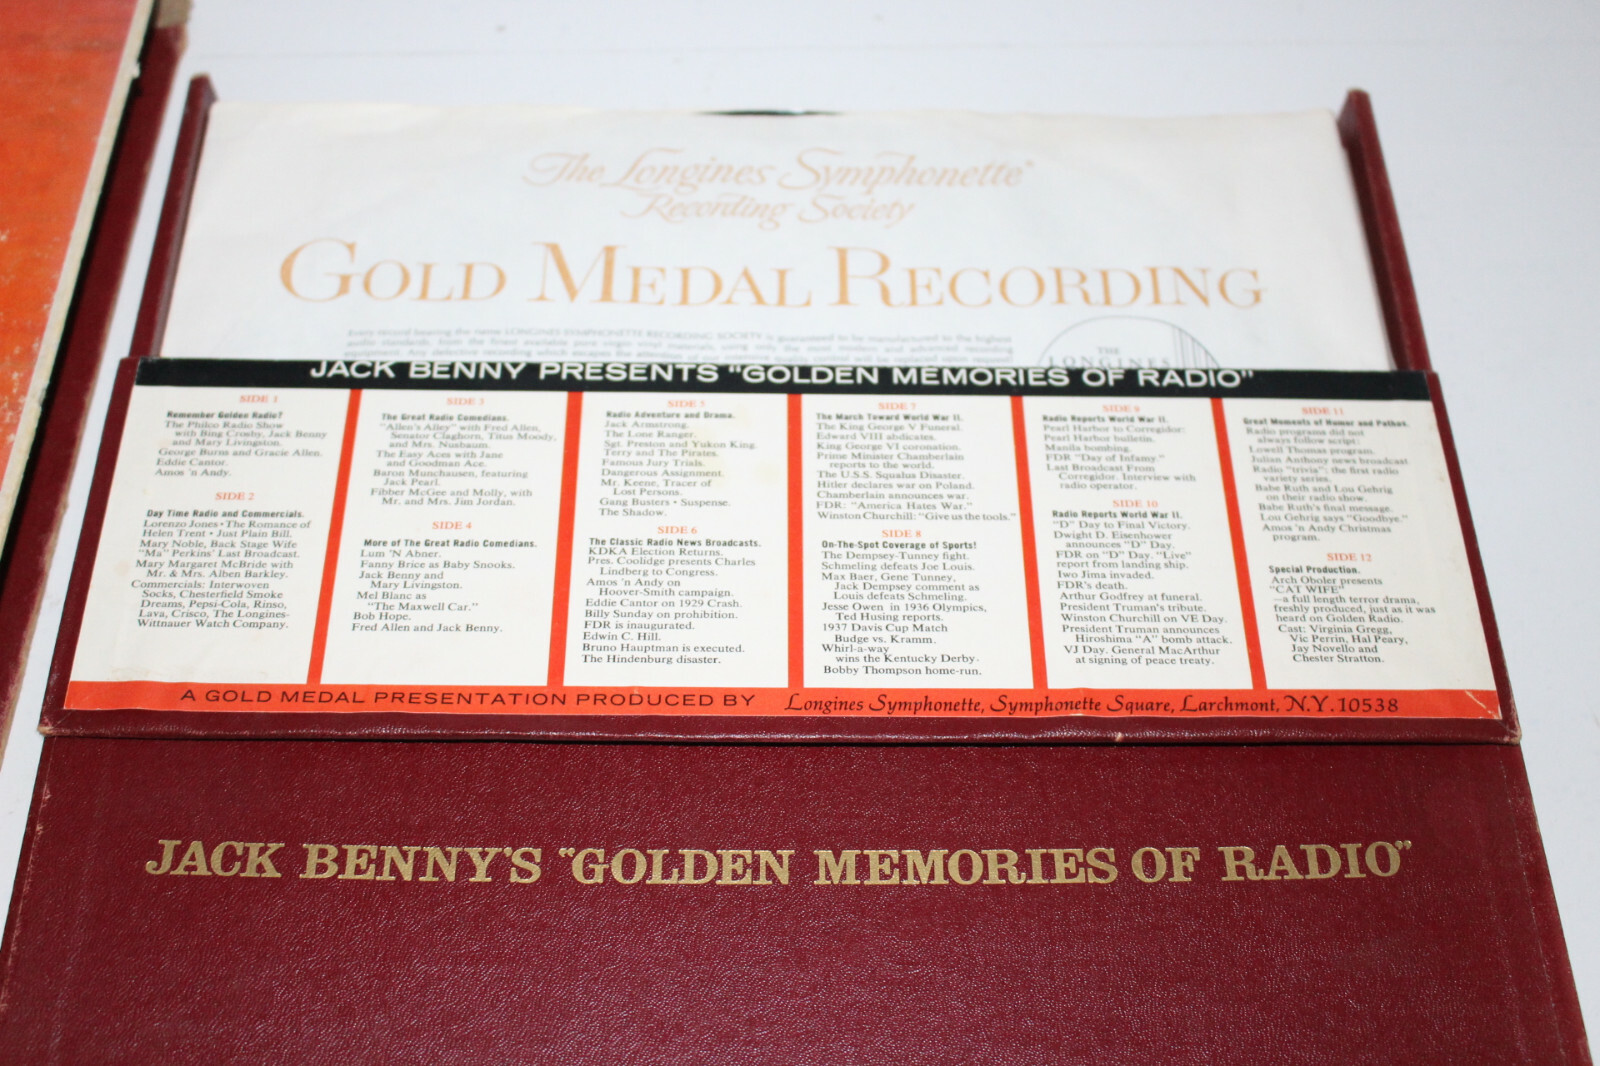 The Longines Symphonette
Recording Society
GOLD MEDAL RECORDING
Every record bearing the name LONGINES SYMPHONETTE RECORDING SOCIETY is guaranteed to be manufactured to the highest
THE
LONGINES
JACK BENNY PRESENTS "GOLDEN MEMORIES OF RADIO"
SIDE 1
Remember Golden Radio?
The Philco Radio Show
with Bing Crosby, Jack Benny
and Mary Livingston.
George Burns and Gracie Allen.
Eddie Cantor.
Amos 'n Andy.
SIDE 2
Day Time Radio and Commercials.
Lorenzo Jones • The Romance of
Helen Trent • Just Plain Bill.
Mary Noble, Back Stage Wife
"Ma" Perkins' Last Broadcast.
Mary Margaret McBride with
Mr. & Mrs. Alben Barkley.
Commercials: Interwoven
Socks, Chesterfield Smoke
Dreams, Pepsi-Cola, Rinso,
Lava, Crisco, The Longines-
Wittnauer Watch Company.
SIDE 3
The Great Radio Comedians.
"Allen's Alley" with Fred Allen,
Senator Claghorn, Titus Moody,
and Mrs. Nusbaum.
The Easy Aces with Jane
and Goodman Ace.
Baron Munchausen, featuring
Jack Pearl.
Fibber McGee and Molly, with
Mr. and Mrs. Jim Jordan.
SIDE 4
More of The Great Radio Comedians.
Lum 'N Abner.
Fanny Brice as Baby Snooks.
Jack Benny and
Mary Livingston.
Mel Blanc as
"The Maxwell Car."
Bob Hope.
Fred Allen and Jack Benny.
SIDE 5
Radio Adventure and Drama.
Jack Armstrong.
The Lone Ranger.
Sgt. Preston and Yukon King.
Terry and The Pirates.
Famous Jury Trials.
Dangerous Assignment.
Mr. Keene, Tracer of
Lost Persons.
Gang Busters • Suspense.
The Shadow.
SIDE 6
The Classic Radio News Broadcasts.
KDKA Election Returns.
Pres. Coolidge presents Charles
Lindberg to Congress.
Amos 'n Andy on
Hoover-Smith campaign.
Eddie Cantor on 1929 Crash.
Billy Sunday on prohibition.
FDR is inaugurated.
Edwin C. Hill.
Bruno Hauptman is executed.
The Hindenburg disaster.
SIDE 7
The March Toward World War II.
The King George V Funeral.
Edward VIII abdicates.
King George VI coronation.
Prime Minister Chamberlain
reports to the world.
The U.S.S. Squalus Disaster.
Hitler declares war on Poland.
Chamberlain announces war.
FDR: "America Hates War."
Winston Churchill: "Give us the tools."
SIDE 8
On-The-Spot Coverage of Sports!
The Dempsey-Tunney fight.
Schmeling defeats Joe Louis.
Max Baer, Gene Tunney,
Jack Dempsey comment as
Louis defeats Schmeling.
Jesse Owen in 1936 Olympics,
Ted Husing reports.
1937 Davis Cup Match
Budge vs. Kramm.
Whirl-a-way
wins the Kentucky Derby.
Bobby Thompson home-run.
SIDE 9
Radio Reports World War II.
Pearl Harbor to Corregidor:
Pearl Harbor bulletin.
Manila bombing.
FDR "Day of Infamy."
Last Broadcast From
Corregidor. Interview with
radio operator.
SIDE 10
Radio Reports World War II.
"D" Day to Final Victory.
Dwight D. Eisenhower
announces "D" Day.
FDR on "D" Day. "Live"
report from landing ship.
Iwo Jima invaded.
FDR's death.
Arthur Godfrey at funeral.
President Truman's tribute.
Winston Churchill on VE Day.
President Truman announces
Hiroshima "A" bomb attack.
VJ Day. General MacArthur
at signing of peace treaty.
SIDE 11
Great Moments of Humor and Pathos.
Radio programs did not
always follow script:
Lowell Thomas program.
Julian Anthony news broadcast
Radio "trivia": the first radio
variety series.
Babe Ruth and Lou Gehrig
on their radio show.
Babe Ruth's final message.
Lou Gehrig says "Goodbye."
Amos 'n Andy Christmas
program.
SIDE 12
Special Production.
Arch Oboler presents
"CAT WIFE"
—a full length terror drama,
freshly produced, just as it was
heard on Golden Radio.
Cast: Virginia Gregg,
Vic Perrin, Hal Peary,
Jay Novello and
Chester Stratton.
A GOLD MEDAL PRESENTATION PRODUCED BY Longines Symphonette, Symphonette Square, Larchmont, N.Y. 10538
JACK BENNY'S "GOLDEN MEMORIES OF RADIO"